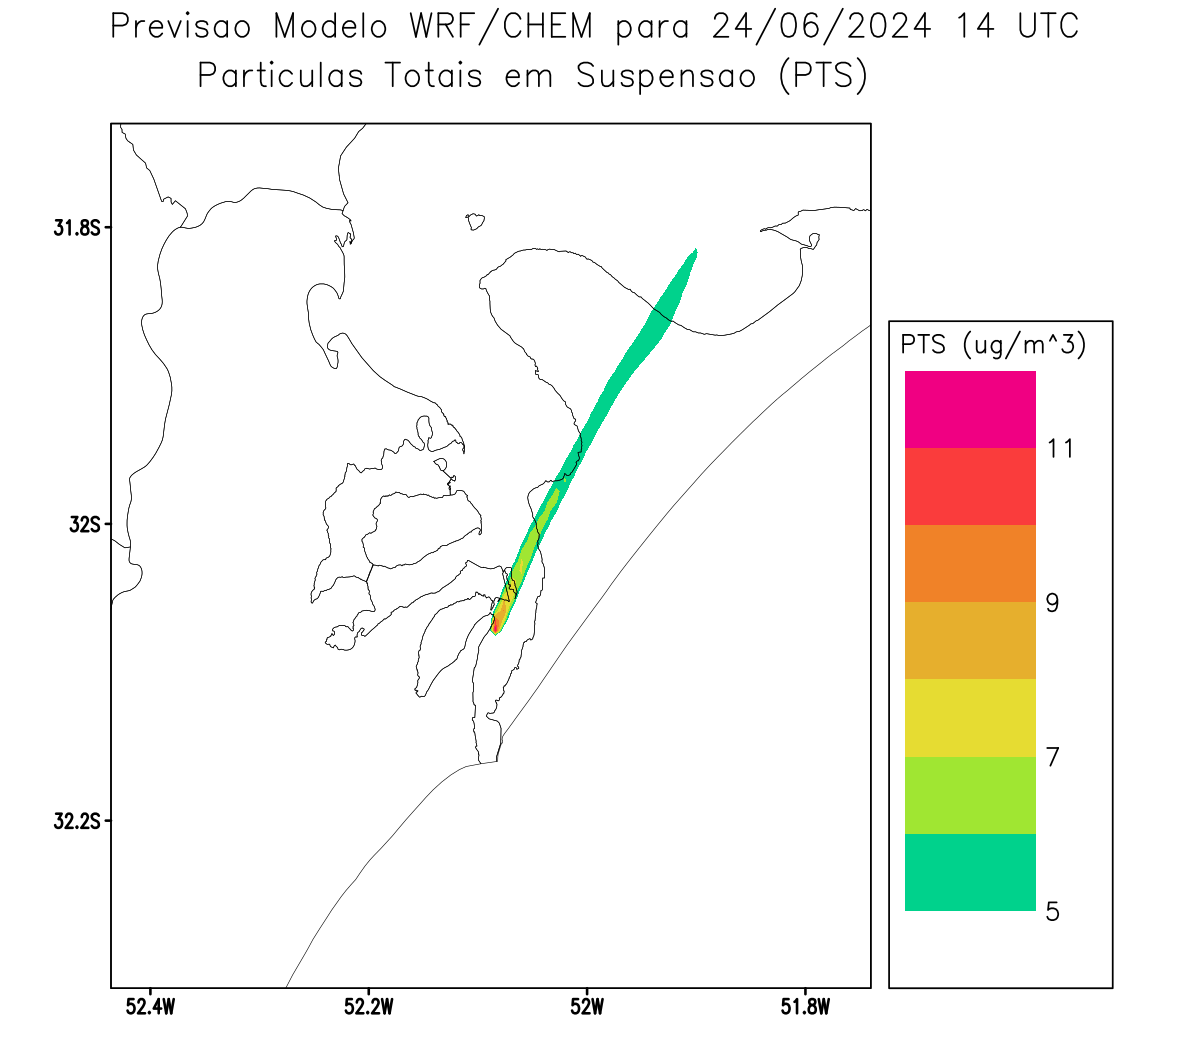 Previsao Modelo WRF/CHEM para 24/06/2024 14 UTC
Particulas Totais em Suspensao (PTS)
31.8S
32S
32.2S
52.4W
52.2W
52W
51.8W
PTS (ug/m^3)
11
9
7
5